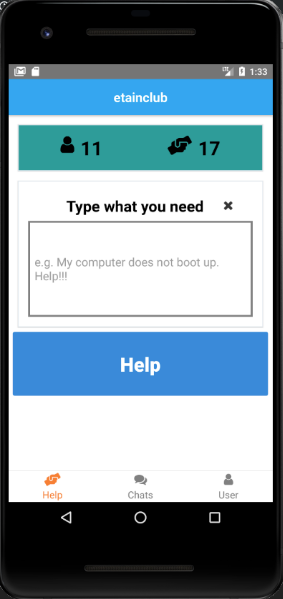 1:33
etainclub
11 17
Type what you need
e.g. My computer does not boot up.
Help!!!
Help
Help Chats User